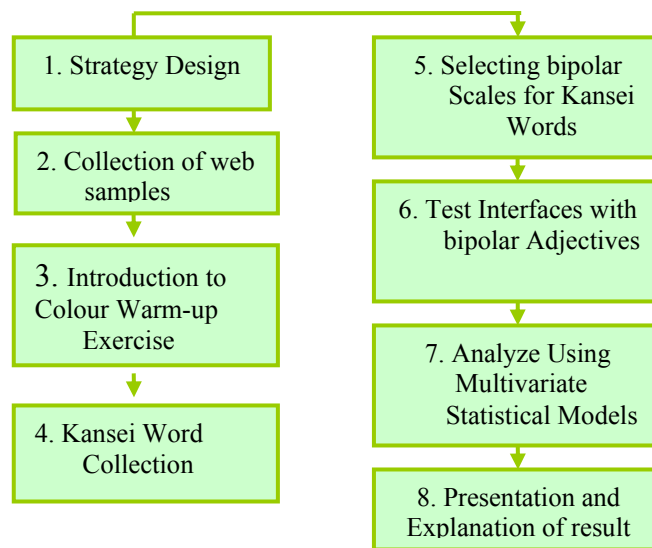 1. Strategy Design
2. Collection of web
samples
3. Introduction to
Colour Warm-up
Exercise
4. Kansei Word
Collection
5. Selecting bipolar
Scales for Kansei
Words
6. Test Interfaces with
bipolar Adjectives
7. Analyze Using
Multivariate
Statistical Models
8. Presentation and
Explanation of result